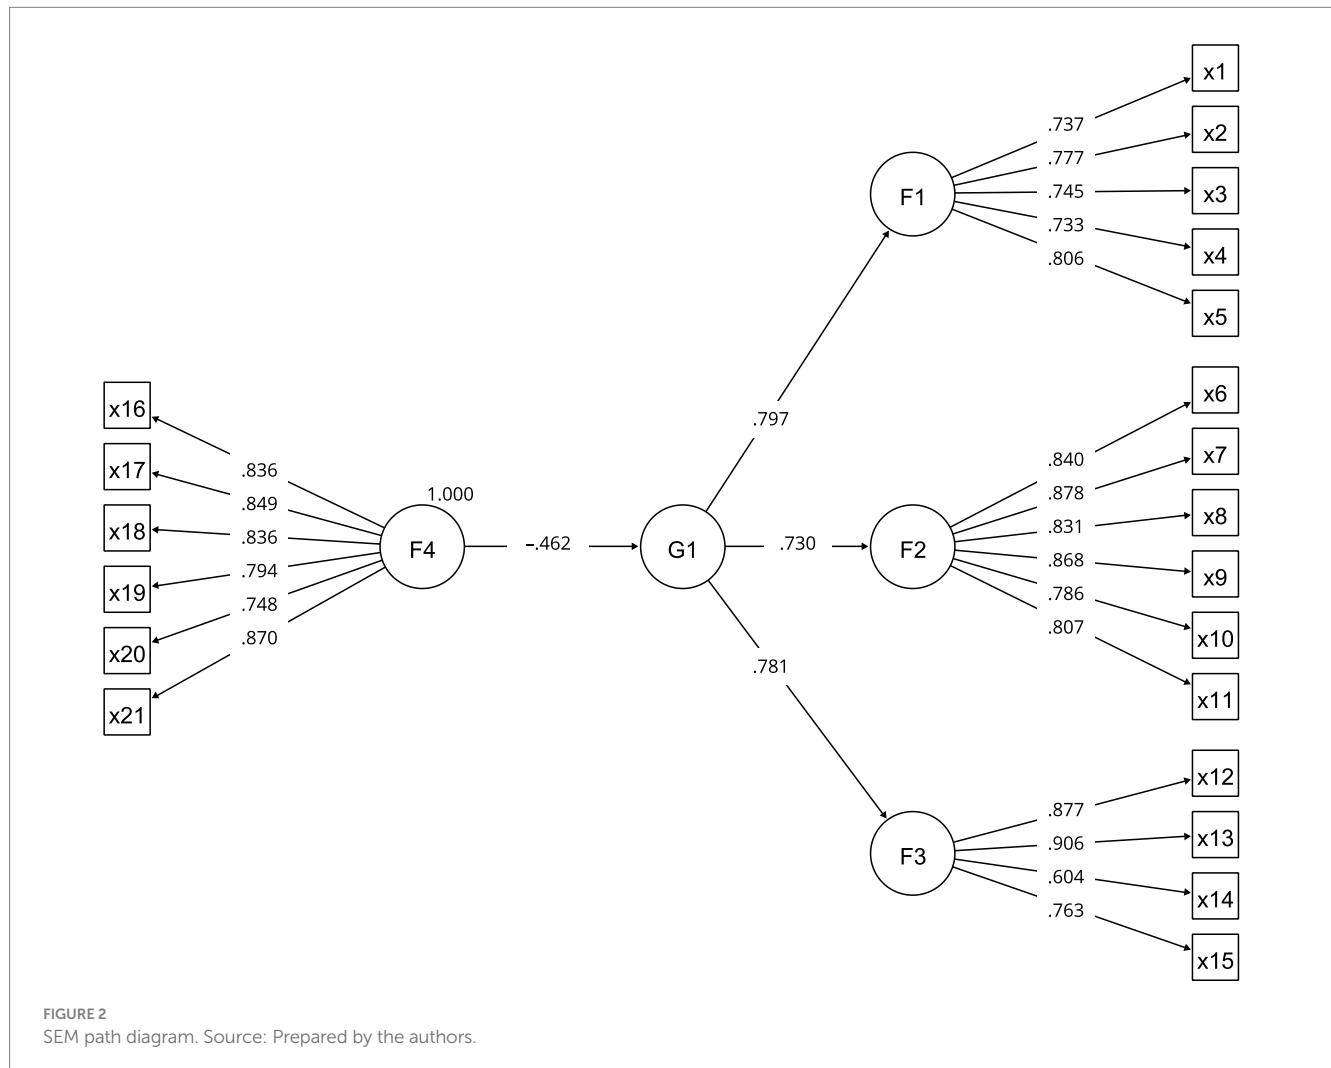 x1
.737
x2
.777
x3
.745
F1
x4
.733
x5
.806
.797
x6
.840
x7
.878
x8
.831
F2
x9
.868
x10
.786
x11
.807
x16
.836
x17
.849
x18
.836
x19
.794
x20
.748
x21
.870
1.000
F4
−.462
G1
.730
.781
x12
.877
x13
.906
F3
x14
.604
x15
.763
FIGURE 2
SEM path diagram. Source: Prepared by the authors.